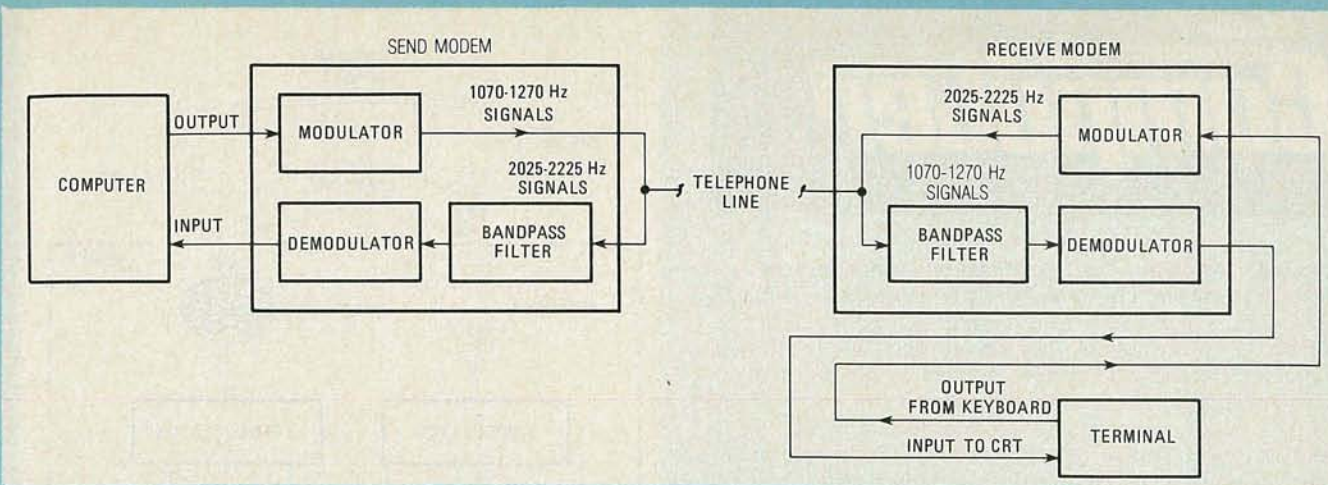 SEND MODEM
RECEIVE MODEM
COMPUTER
OUTPUT
MODULATOR
1070-1270 Hz
SIGNALS
2025-2225 Hz
SIGNALS
INPUT
DEMODULATOR
BANDPASS
FILTER
TELEPHONE
LINE
2025-2225 Hz
SIGNALS
MODULATOR
1070-1270 Hz
SIGNALS
BANDPASS
FILTER
DEMODULATOR
OUTPUT
FROM KEYBOARD
INPUT TO CRT
TERMINAL